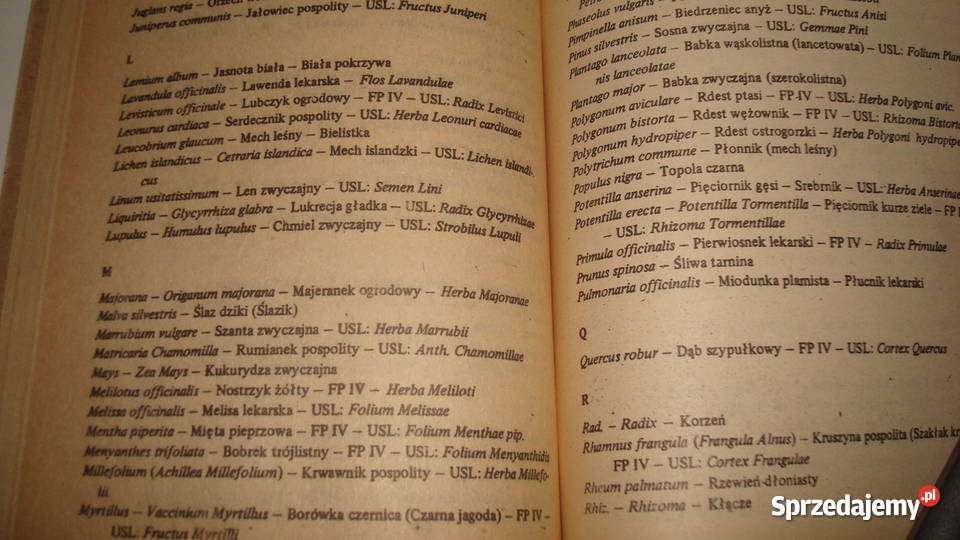 Juglans regia – Orzech
Juniperus communis – Jałowiec pospolity – USL: Fructus Juniperi
L
Lamium album – Jasnota biała – Biała pokrzywa
Lavandula officinalis – Lawenda lekarska – Flos Lavandulae
Levisticum officinale – Lubczyk ogrodowy – FP IV – USL: Radix Levistici
Leonurus cardiaca – Serdecznik pospolity – USL: Herba Leonuri cardiacae
Leucobrium glaucum – Mech leśny – Bielistka
Lichen islandicus – Cetraria islandica – Mech islandzki – USL: Lichen islandi-
cus
Linum usitatissimum – Len zwyczajny – USL: Semen Lini
Liquiritia – Glycyrrhiza glabra – Lukrecja gładka – USL: Radix Glycyrrhizae
Lupulus – Humulus lupulus – Chmiel zwyczajny – USL: Strobilus Lupuli
M
Majorana – Origanum majorana – Majeranek ogrodowy – Herba Majoranae
Malva silvestris – Ślaz dziki (Ślazik)
Marrubium vulgare – Szanta zwyczajna – USL: Herba Marrubii
Matricaria Chamomilla – Rumianek pospolity – USL: Anth. Chamomillae
Mays – Zea Mays – Kukurydza zwyczajna
Melilotus officinalis – Nostrzyk żółty – FP IV – Herba Meliloti
Melissa officinalis – Melisa lekarska – USL: Folium Melissae
Mentha piperita – Mięta pieprzowa – FP IV – USL: Folium Menthae pip.
Menyanthes trifoliata – Bobrek trójlistny – FP IV – USL: Folium Menyanthidis
Millefolium (Achillea Millefolium) – Krwawnik pospolity – USL: Herba Millefo-
lii
Myrtillus – Vaccinium Myrtillus – Borówka czernica (Czarna jagoda) – FP IV –
USL: Fructus Myrtilli
Phaseolus vulgaris –
Pimpinella anisum – Biedrzeniec anyż – USL: Fructus Anisi
Pinus silvestris – Sosna zwyczajna – USL: Gemmae Pini
Plantago lanceolata – Babka wąskolistna (lancetowata) – USL: Folium Plan
nis lanceolatae
Plantago major – Babka zwyczajna (szerokolistna)
Polygonum aviculare – Rdest ptasi – FP IV – USL: Herba Polygoni avic.
Polygonum bistorta – Rdest wężownik – FP IV – USL: Rhizoma Bistorta
Polygonum hydropiper – Rdest ostrogorzki – Herba Polygoni hydropipe
Polytrichum commune – Płonnik (mech leśny)
Populus nigra – Topola czarna
Potentilla anserina – Pięciornik gęsi – Srebrnik – USL: Herba Anserinae
Potentilla erecta – Potentilla Tormentilla – Pięciornik kurze ziele – FP I
– USL: Rhizoma Tormentillae
Primula officinalis – Pierwiosnek lekarski – FP IV – Radix Primulae
Prunus spinosa – Śliwa tarnina
Pulmonaria officinalis – Miodunka plamista – Płucnik lekarski
Q
Quercus robur – Dąb szypułkowy – FP IV – USL: Cortex Quercus
R
Rad. – Radix – Korzeń
Rhamnus frangula (Frangula Alnus) – Kruszyna pospolita (Szakłak kr
FP IV – USL: Cortex Frangulae
Rheum palmatum – Rzewień dłoniasty
Rhiz. – Rhizoma – Kłącze
Sprzedajemy.pl